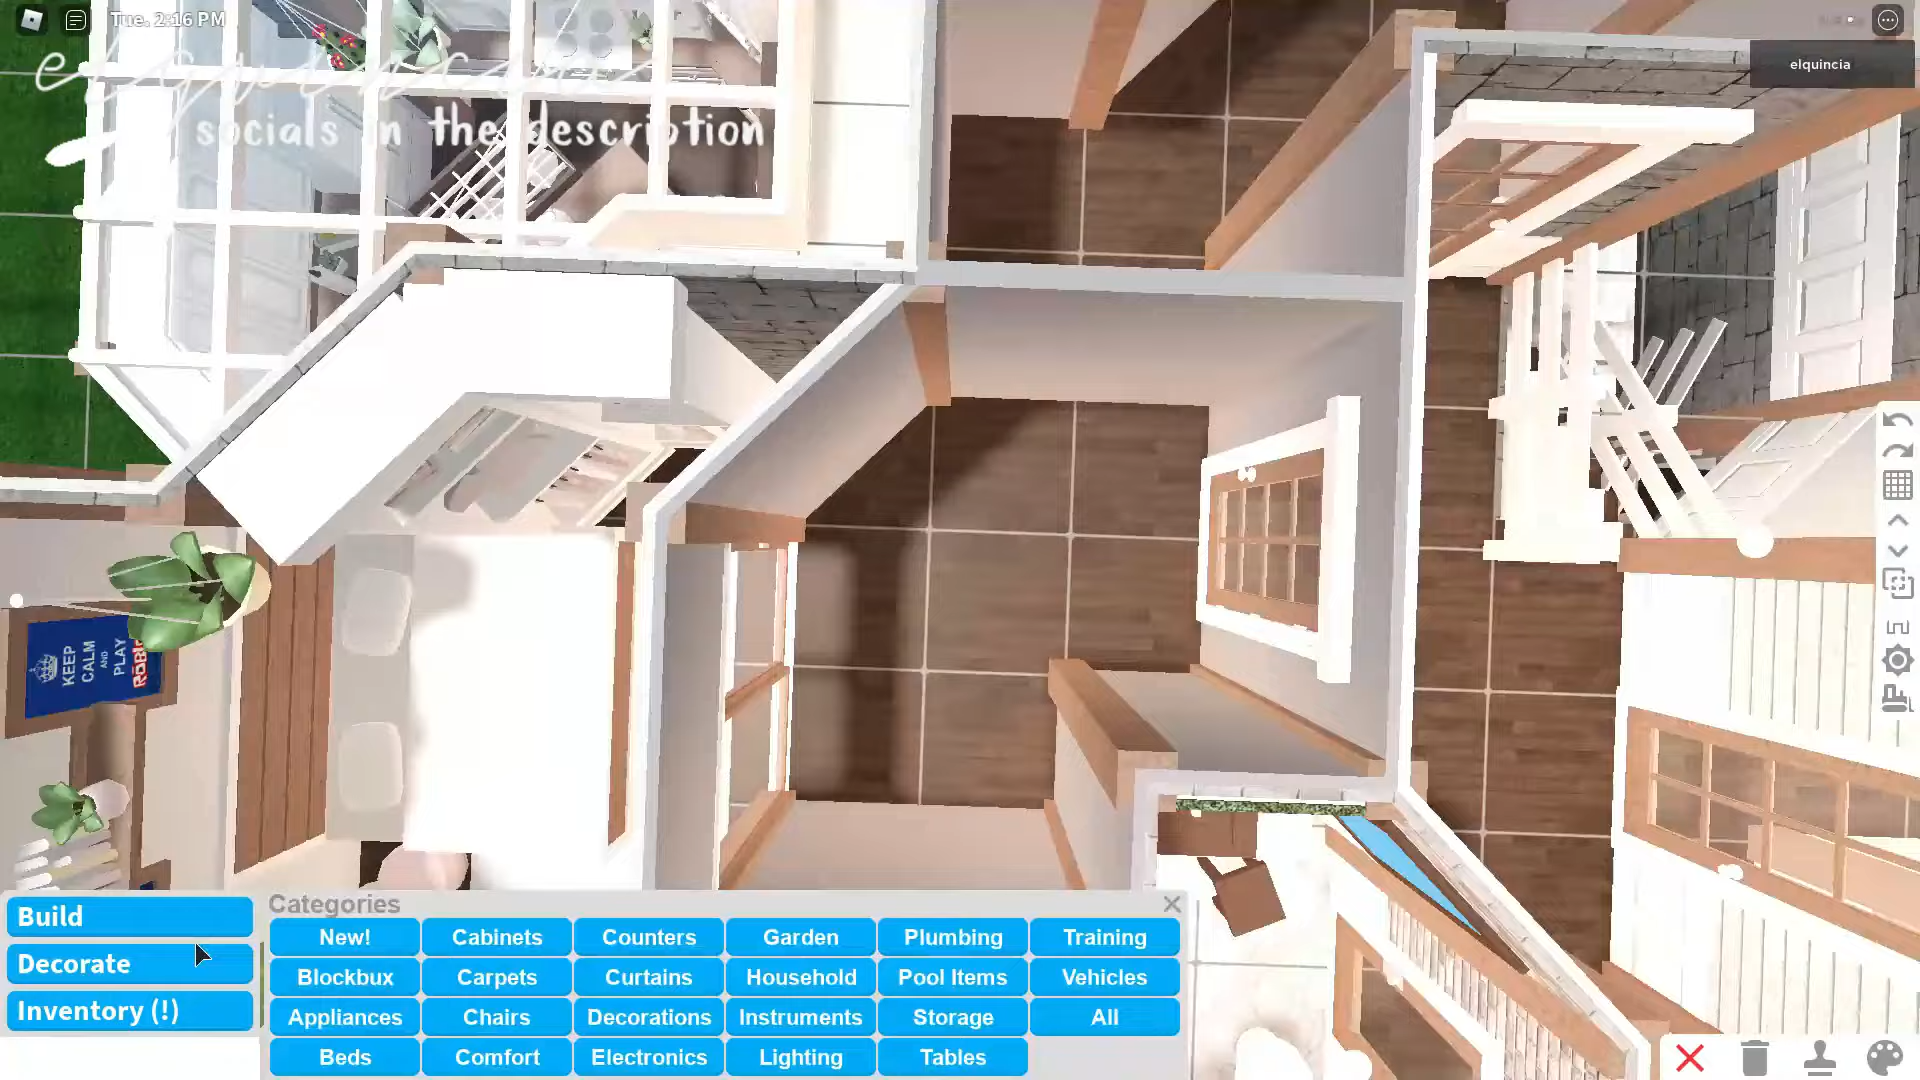 Tue. 2:16 PM
elquincia
elquincia
socials in the description
KEEP
CALM
AND
PLAY
ROBLOX
Build
Decorate
Inventory (!)
Categories
New! Cabinets Counters Garden Plumbing Training
Blockbux Carpets Curtains Household Pool Items Vehicles
Appliances Chairs Decorations Instruments Storage All
Beds Comfort Electronics Lighting Tables